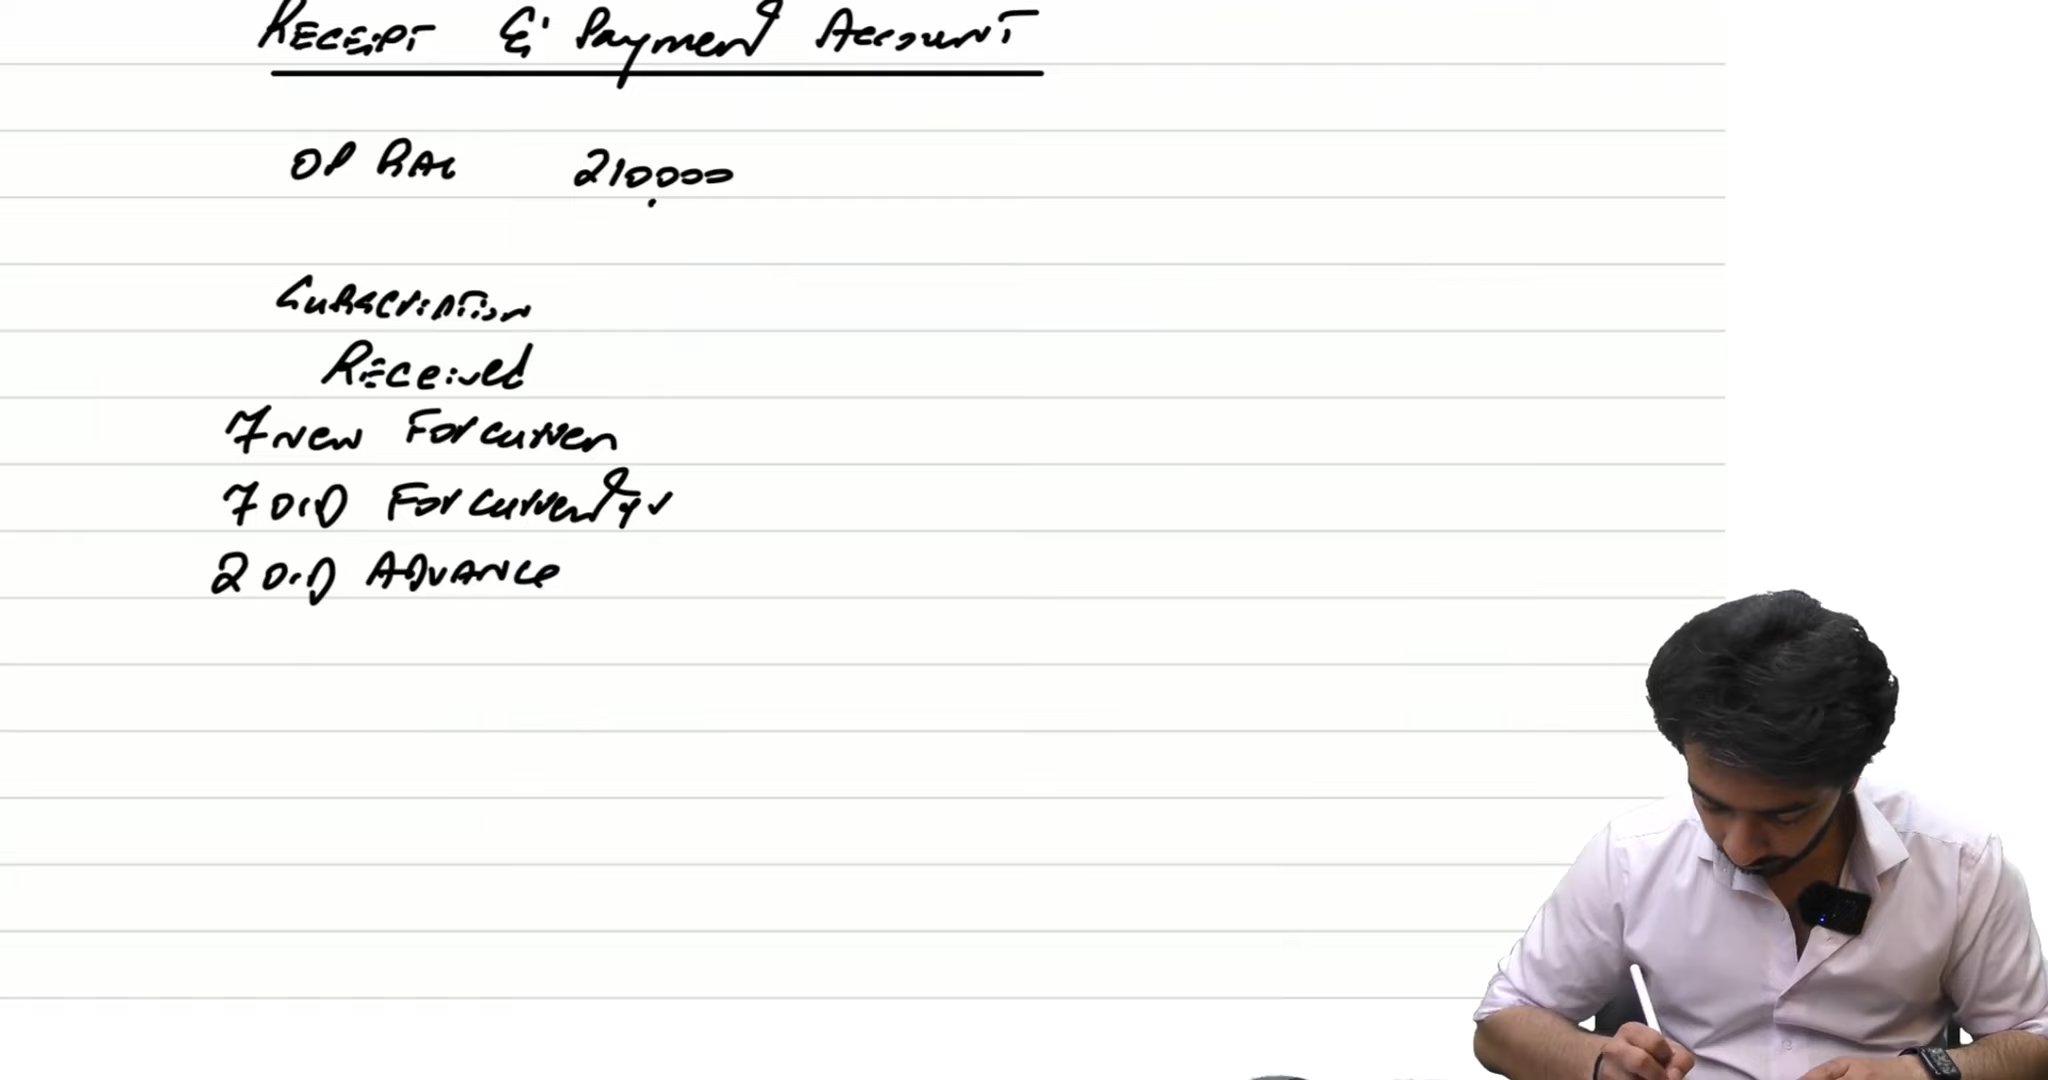 RECEIPT & Payment Account
OP BAL 210000
Subscription
Received
7 new For curren
7 OlD For current yr
2 OlD ADVANCE